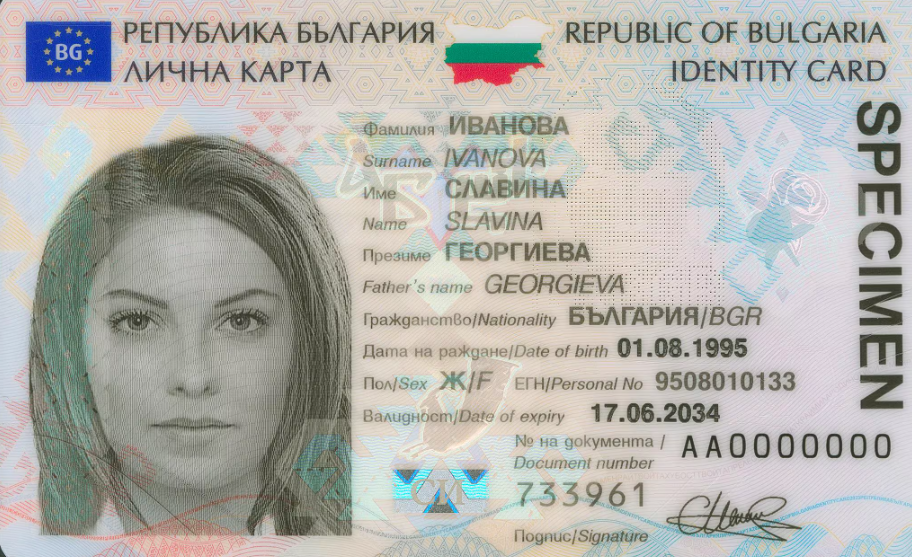 BG
РЕПУБЛИКА БЪЛГАРИЯ
ЛИЧНА КАРТА
REPUBLIC OF BULGARIA
IDENTITY CARD
SPECIMEN
Фамилия ИВАНОВА
Surname IVANOVA
Име СЛАВИНА
Name SLAVINA
Презиме ГЕОРГИЕВА
Father's name GEORGIEVA
Гражданство/Nationality БЪЛГАРИЯ/BGR
Дата на раждане/Date of birth 01.08.1995
Пол/Sex Ж/F ЕГН/Personal No 9508010133
Валидност/Date of expiry 17.06.2034
№ на документа /
Document number
AA0000000
СИ
733961
Подпис/Signature